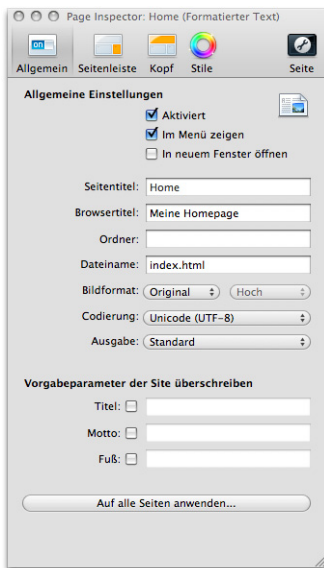 Page Inspector: Home (Formatierter Text)
on
Allgemein Seitenleiste Kopf Stile Seite
Allgemeine Einstellungen
Aktiviert
Im Menü zeigen
In neuem Fenster öffnen
Seitentitel: Home
Browsertitel: Meine Homepage
Ordner:
Dateiname: index.html
Bildformat: Original Hoch
Codierung: Unicode (UTF-8)
Ausgabe: Standard
Vorgabeparameter der Site überschreiben
Titel:
Motto:
Fuß:
Auf alle Seiten anwenden...